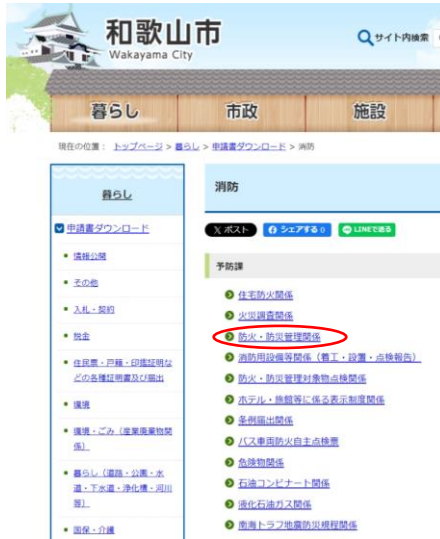 和歌山市
Wakayama City
サイト内検索
暮らし
市政
施設
現在の位置： トップページ > 暮らし > 申請書ダウンロード > 消防
暮らし
申請書ダウンロード
情報公開
その他
入札・契約
税金
住民票・戸籍・印鑑証明な
どの各種証明書及び届出
環境
環境・ごみ（産業廃棄物関
係）
暮らし（道路・公園・水
道・下水道・浄化槽・河川
等）
国保・介護
消防
ポスト
シェアする 0
LINEで送る
予防課
住宅防火関係
火災調査関係
防火・防災管理関係
消防用設備等関係（着工・設置・点検報告）
防火・防災管理対象物点検関係
ホテル・旅館等に係る表示制度関係
条例届出関係
バス車両防火自主点検票
危険物関係
石油コンビナート関係
液化石油ガス関係
南海トラフ地震防災規程関係